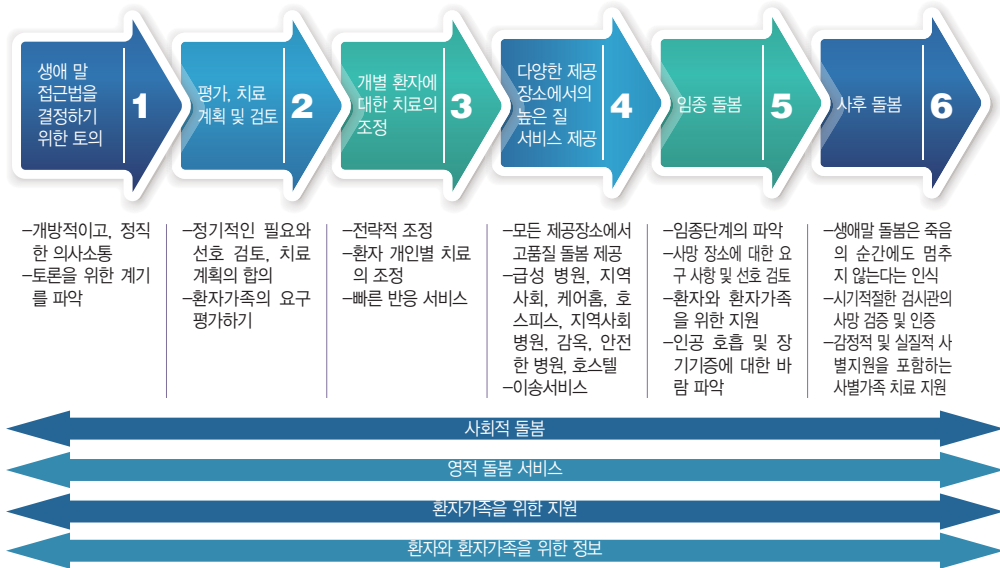 생애 말
접근법을
결정하기
위한 토의
1
평가, 치료
계획 및 검토
2
개별 환자에
대한 치료의
조정
3
다양한 제공
장소에서의
높은 질
서비스 제공
4
임종 돌봄
5
사후 돌봄
6
–개방적이고, 정직
한 의사소통
–토론을 위한 계기
를 파악
–정기적인 필요와
선호 검토, 치료
계획의 합의
–환자가족의 요구
평가하기
–전략적 조정
–환자 개인별 치료
의 조정
–빠른 반응 서비스
–모든 제공장소에서
고품질 돌봄 제공
–급성 병원, 지역
사회, 케어홈, 호
스피스, 지역사회
병원, 감옥, 안전
한 병원, 호스텔
–이송서비스
–임종단계의 파악
–사망 장소에 대한 요
구 사항 및 선호 검토
–환자와 환자가족
을 위한 지원
–인공 호흡 및 장
기기증에 대한 바
람 파악
–생애말 돌봄은 죽음
의 순간에도 멈추
지 않는다는 인식
–시기적절한 검시관의
사망 검증 및 인증
–감정적 및 실질적 사
별지원을 포함하는
사별가족 치료 지원
사회적 돌봄
영적 돌봄 서비스
환자가족을 위한 지원
환자와 환자가족을 위한 정보